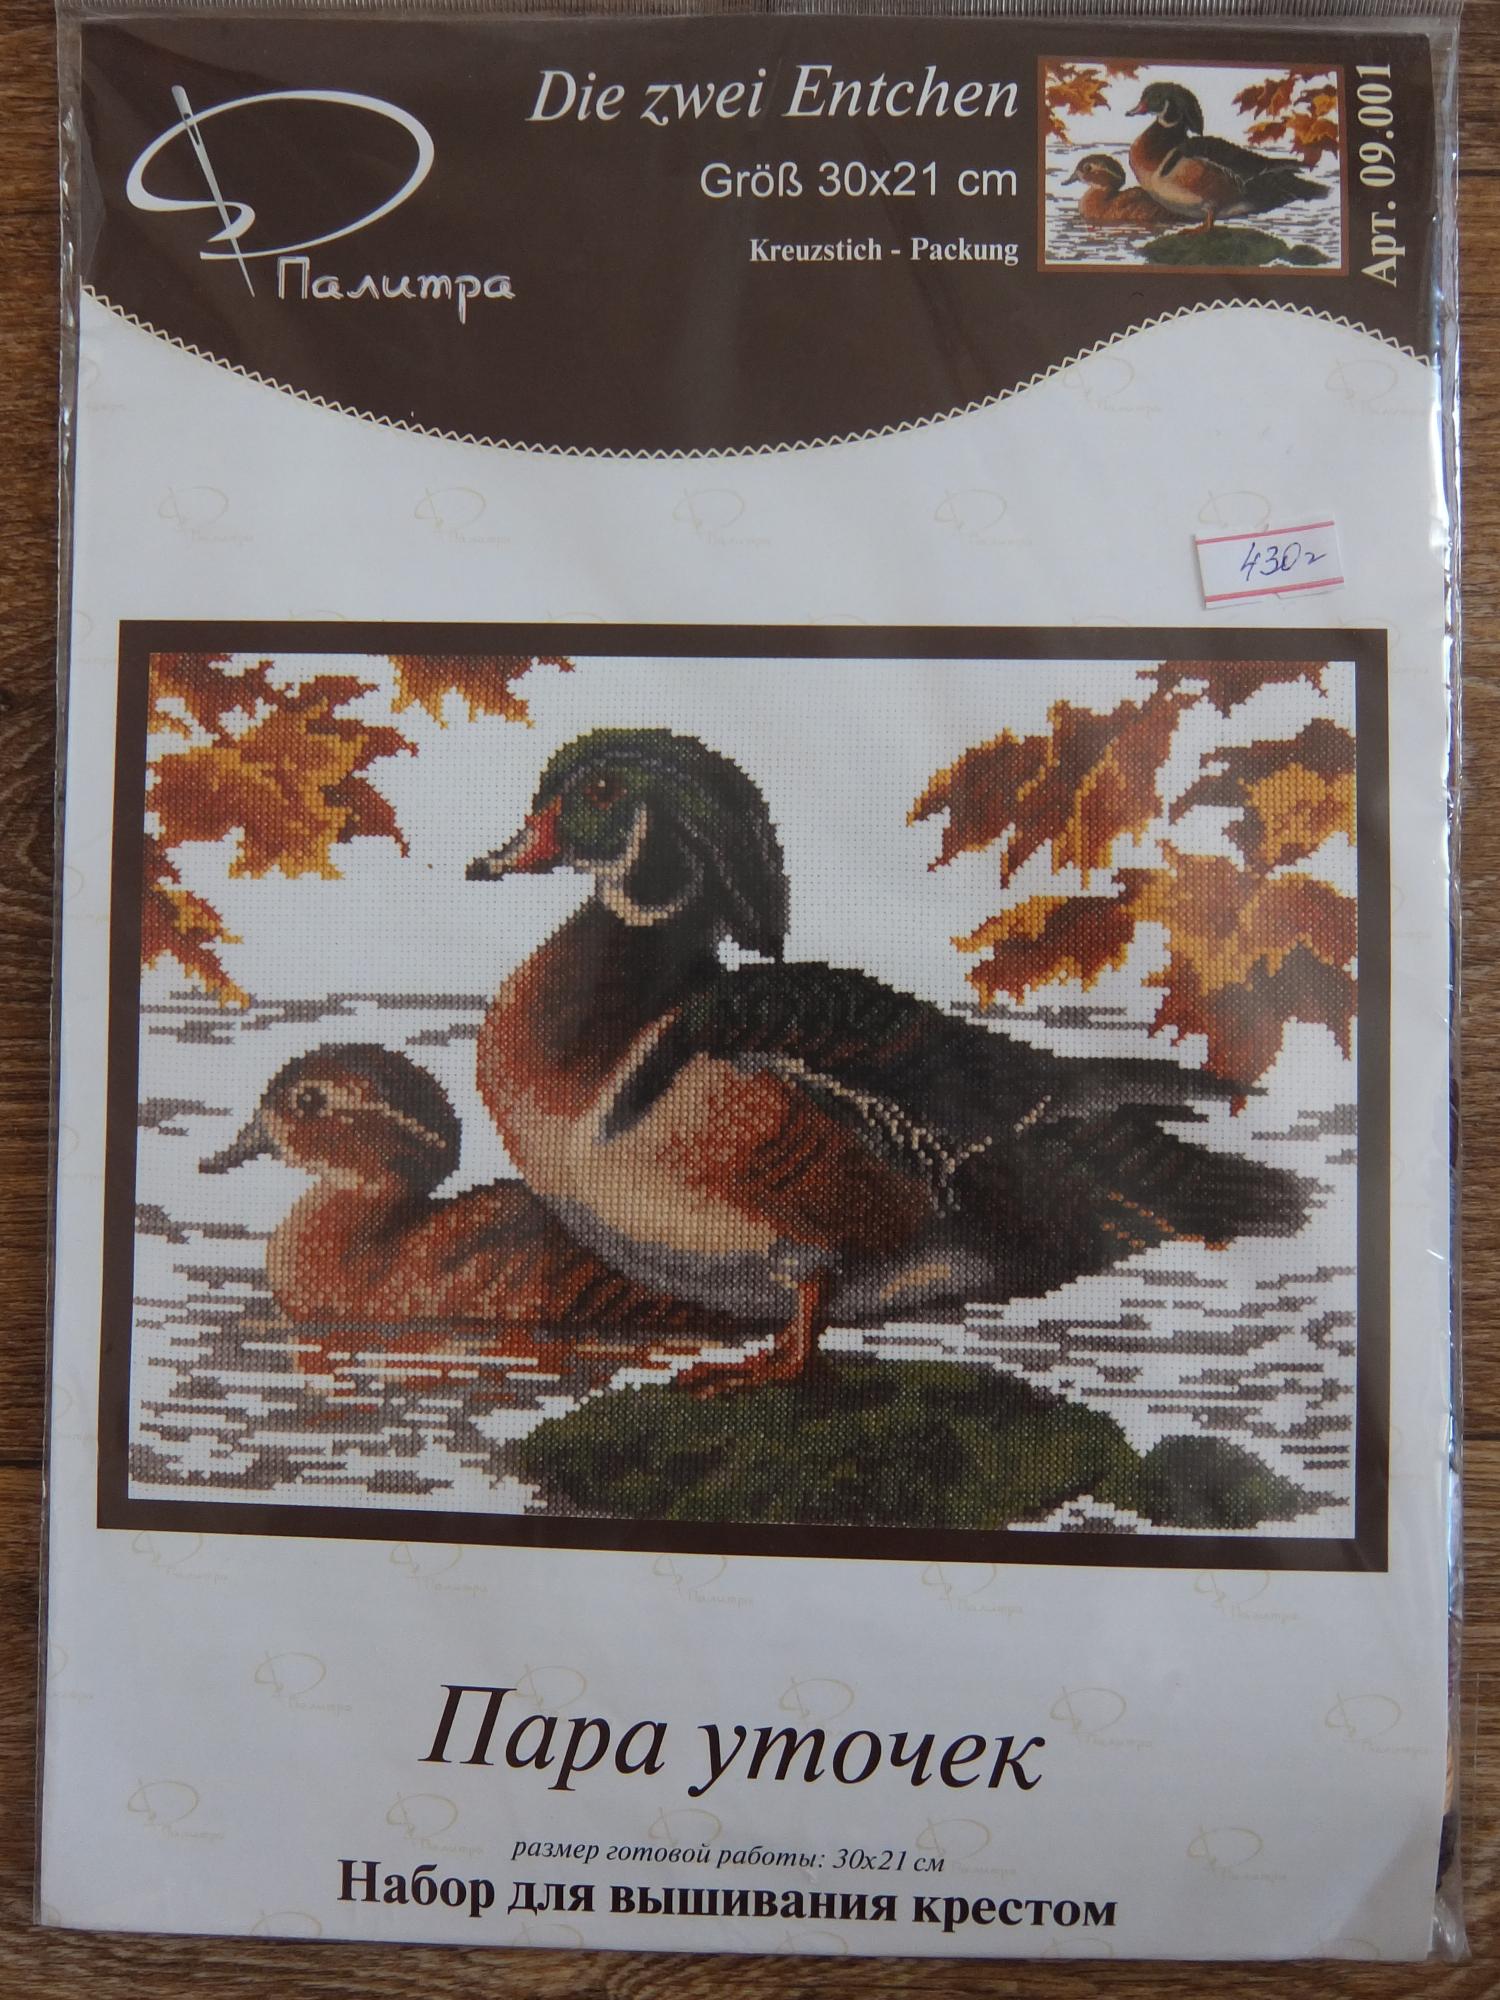 Die zwei Entchen
Größ 30x21 cm
Kreuzstich - Packung
Арт. 09.001
Палитра
430
Пара уточек
размер готовой работы: 30x21 см
Набор для вышивания крестом